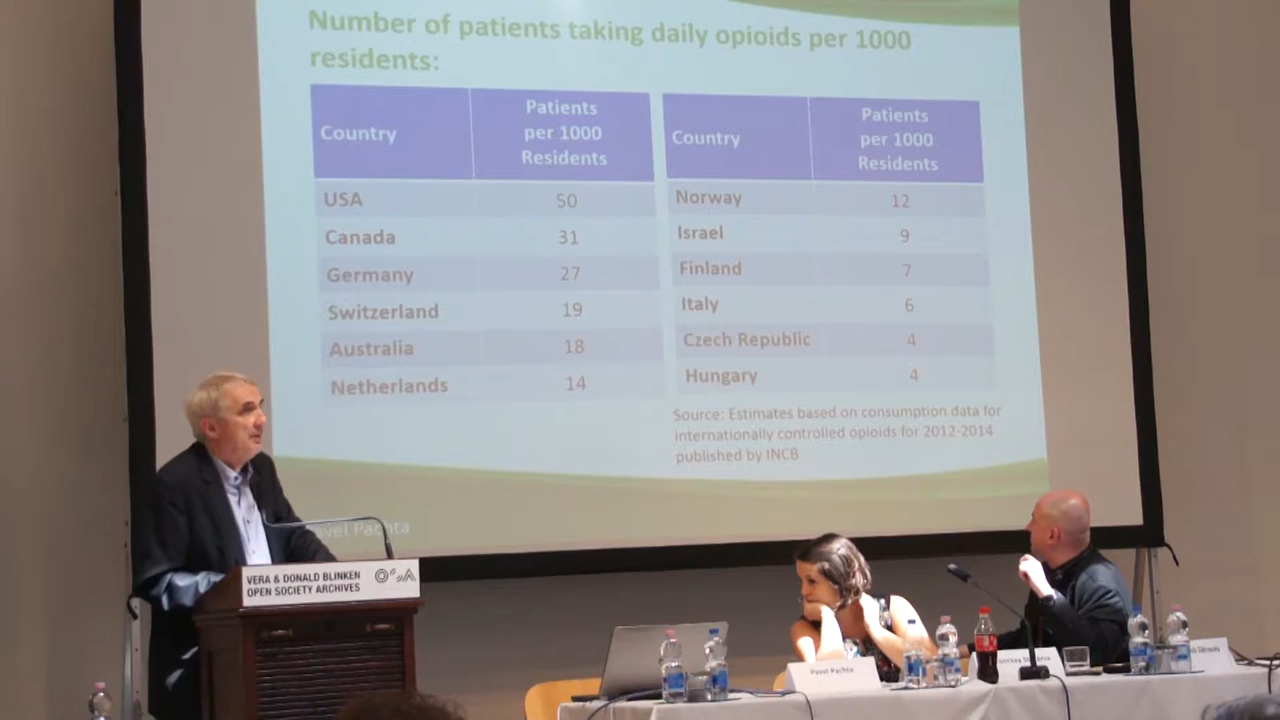 Number of patients taking daily opioids per 1000
residents:
Country
Patients
per 1000
Residents
USA 50
Canada 31
Germany 27
Switzerland 19
Australia 18
Netherlands 14
Country
Patients
per 1000
Residents
Norway 12
Israel 9
Finland 7
Italy 6
Czech Republic 4
Hungary 4
Source: Estimates based on consumption data for
internationally controlled opioids for 2012-2014
published by INCB
Pavel Pachta
VERA & DONALD BLINKEN
OPEN SOCIETY ARCHIVES
Pavel Pachta